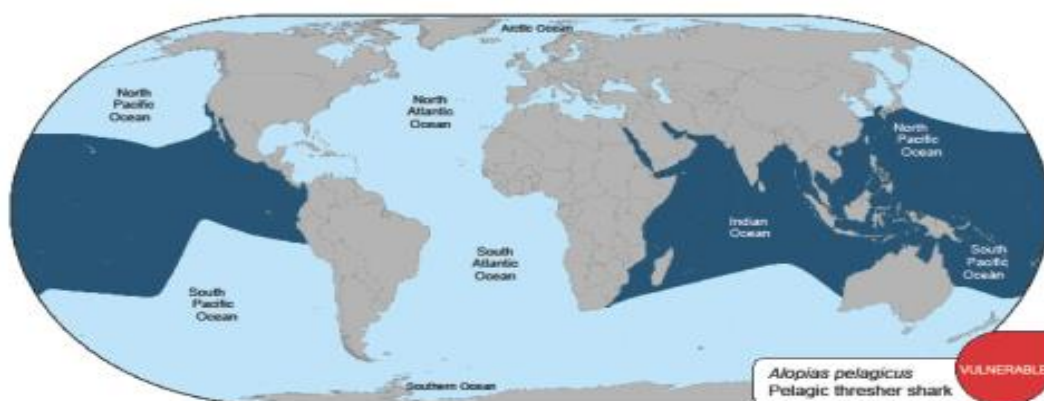 Arctic Ocean
North
Pacific
Ocean
North
Atlantic
Ocean
North
Pacific
Ocean
Indian
Ocean
South
Atlantic
Ocean
South
Pacific
Ocean
South
Pacific
Ocean
Southern Ocean
Alopias pelagicus
Pelagic thresher shark
VULNERABLE